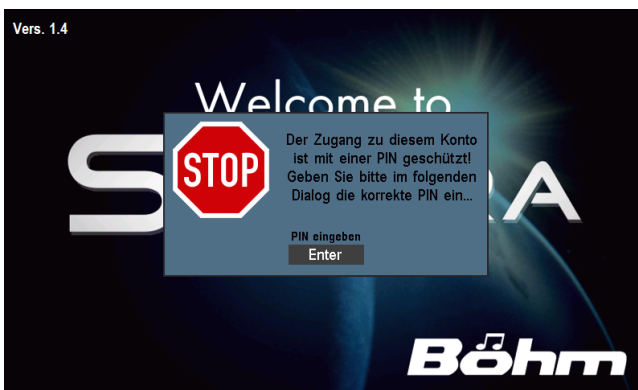 Vers. 1.4
Welcome to
STOP
Der Zugang zu diesem Konto
ist mit einer PIN geschützt!
Geben Sie bitte im folgenden
Dialog die korrekte PIN ein...
PIN eingeben
Enter
Böhm